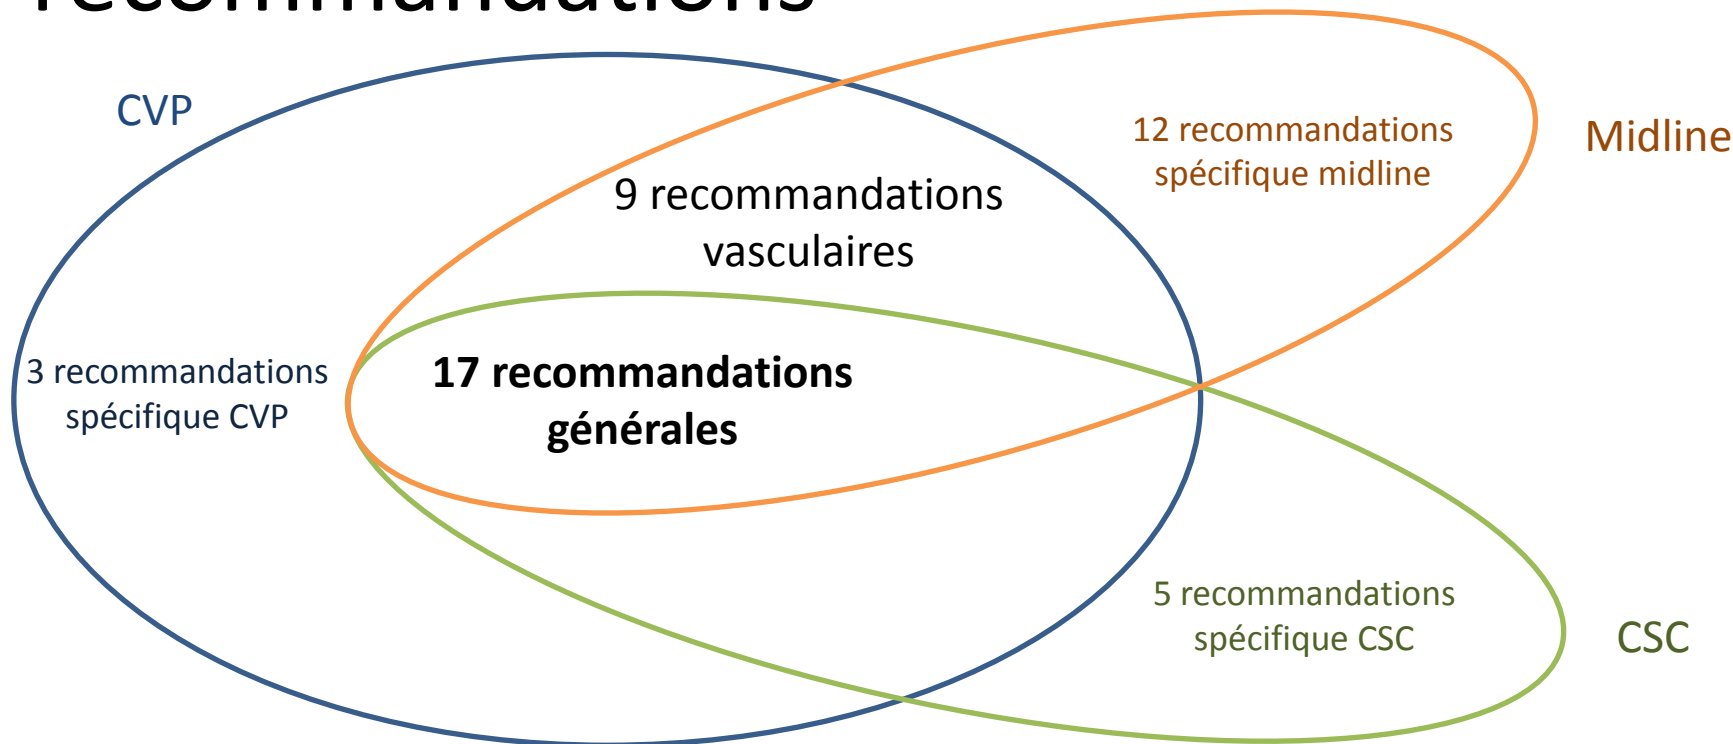 recommandations
CVP
Midline
12 recommandations
spécifique midline
9 recommandations
vasculaires
3 recommandations
spécifique CVP
17 recommandations
générales
5 recommandations
spécifique CSC
CSC